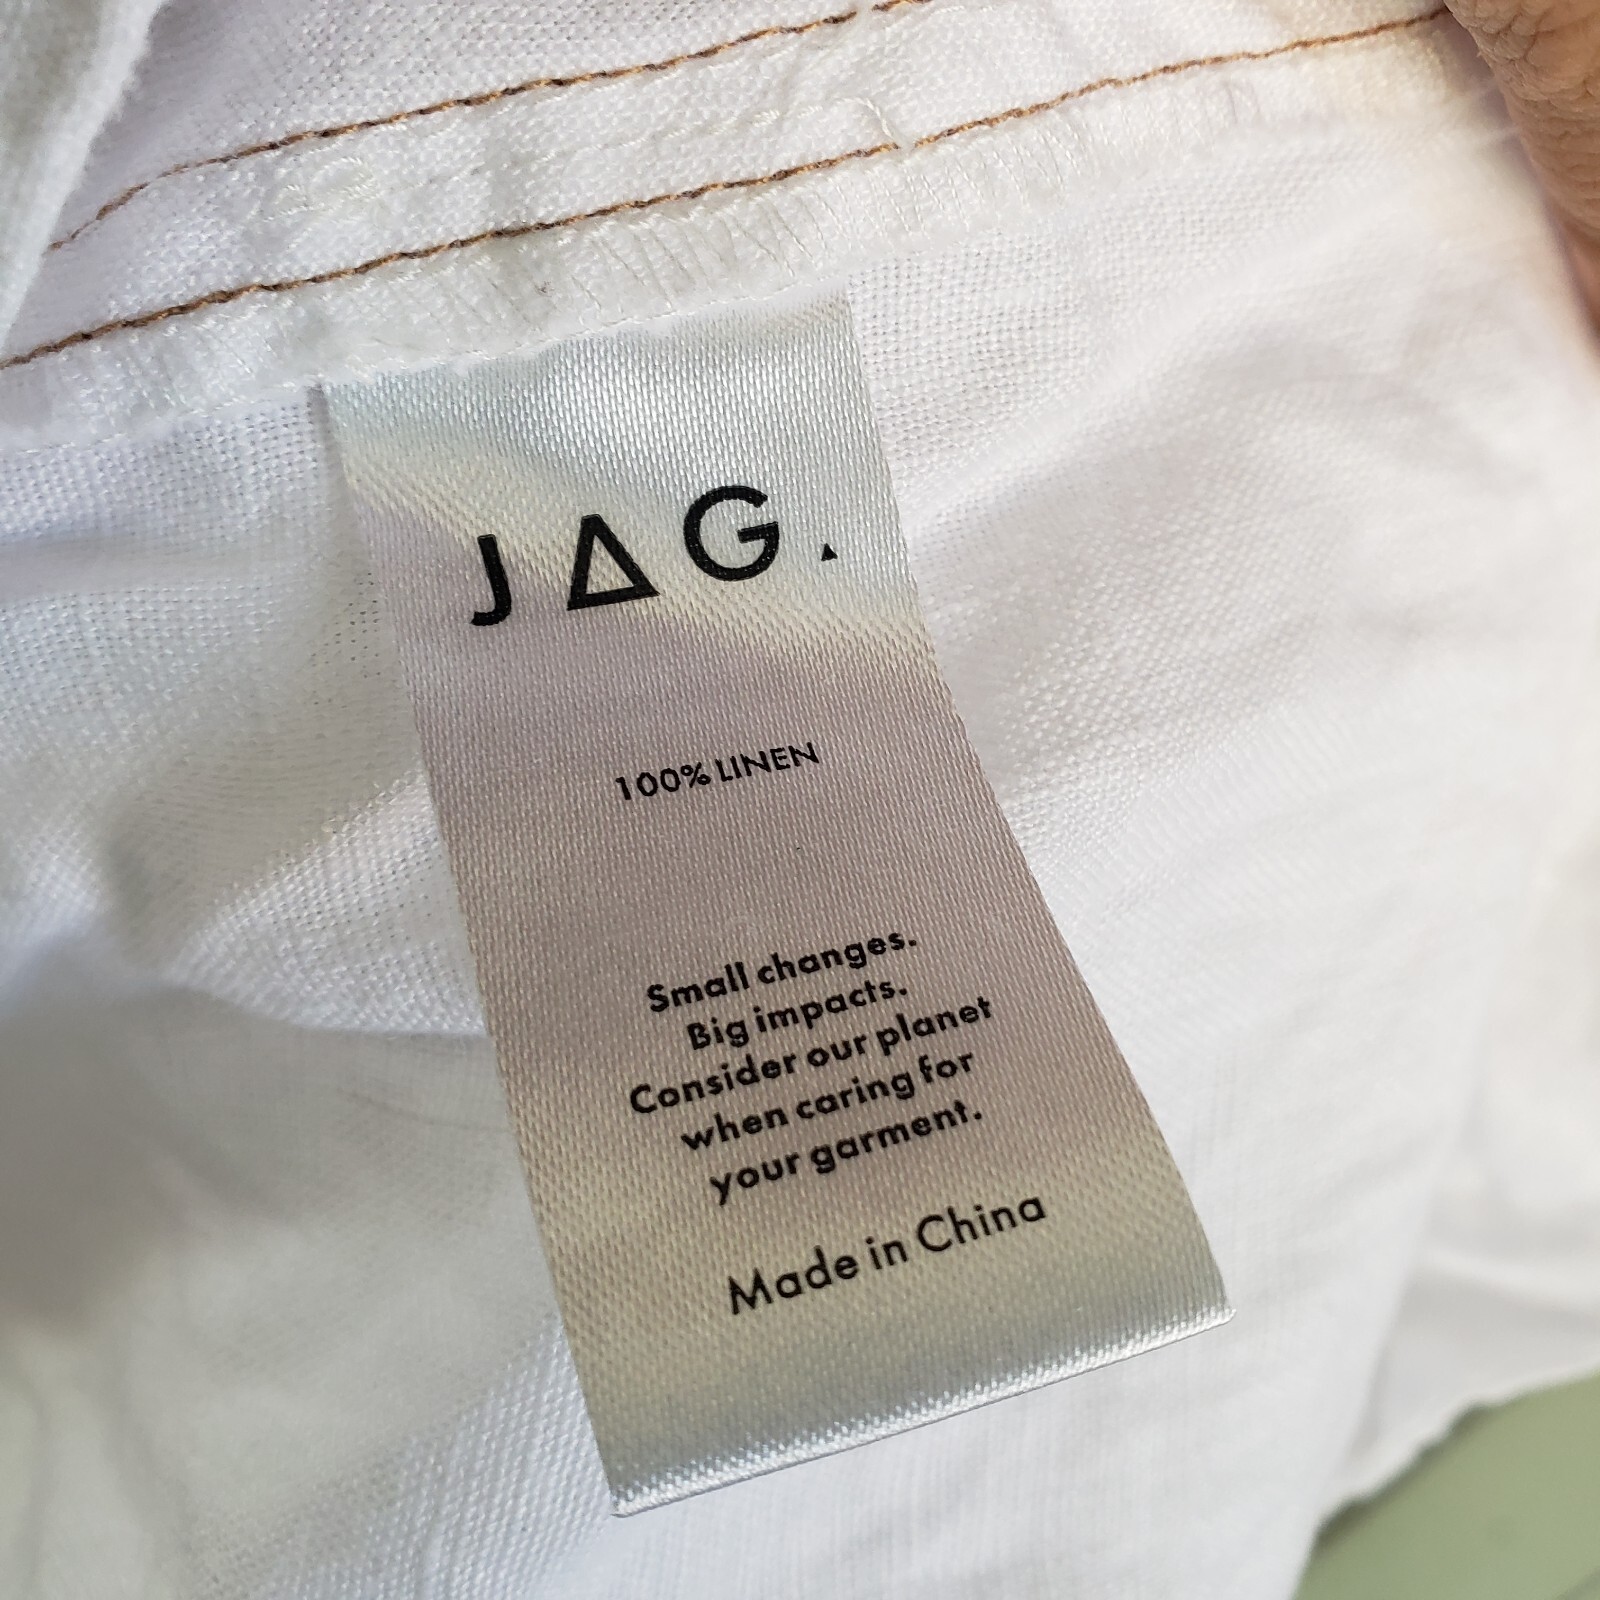 JAG.
100% LINEN
Small changes.
Big impacts.
Consider our planet
when caring for
your garment.
Made in China